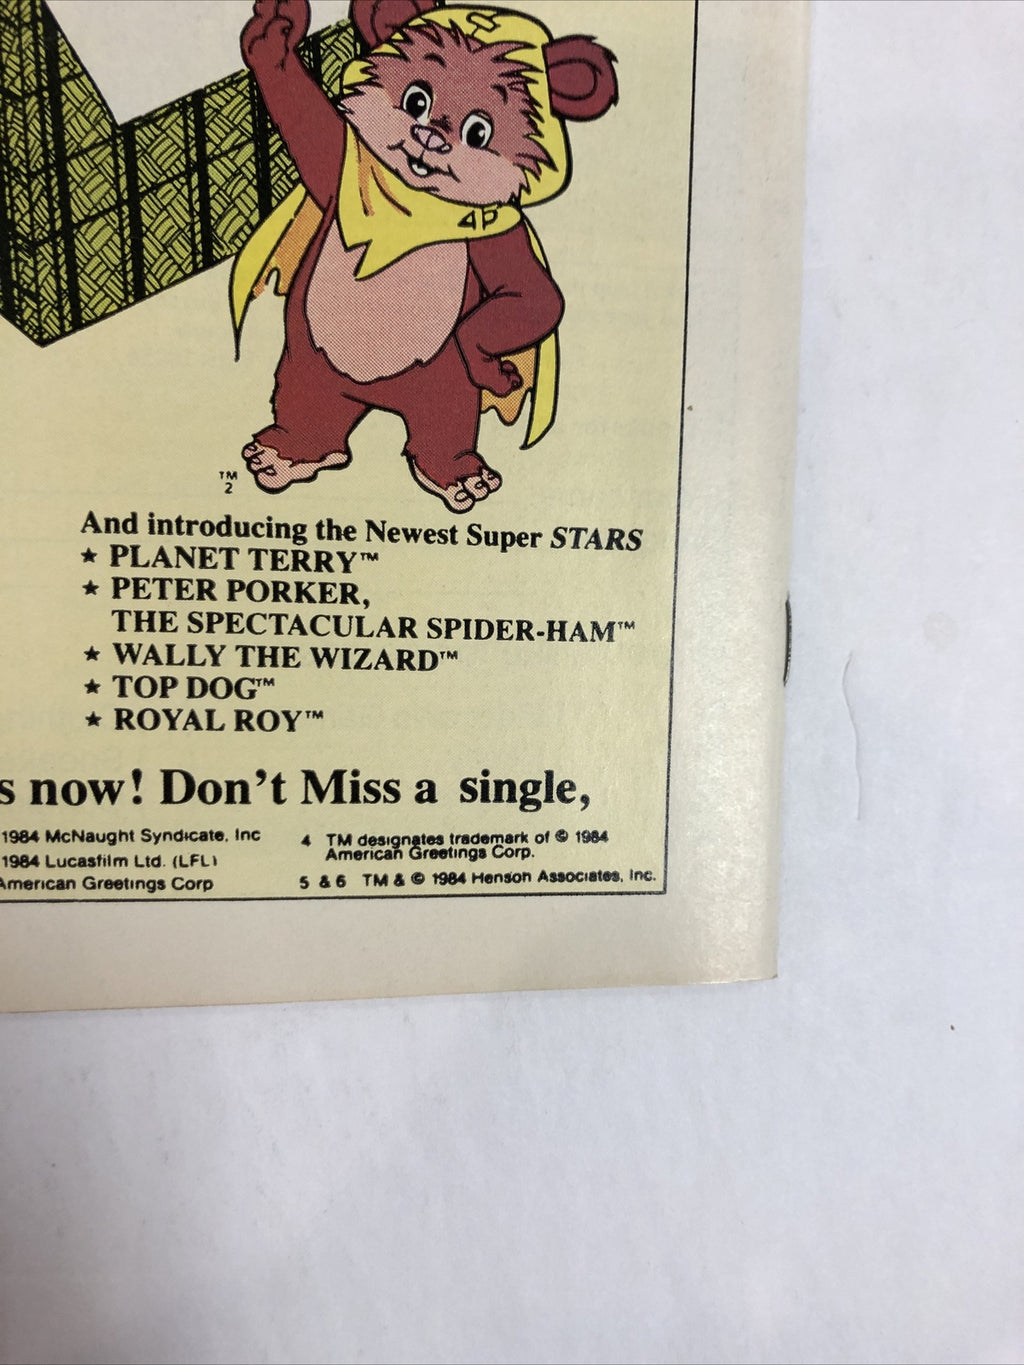 TM
2
And introducing the Newest Super STARS
★ PLANET TERRY™
★ PETER PORKER,
THE SPECTACULAR SPIDER-HAM™
★ WALLY THE WIZARD™
★ TOP DOG™
★ ROYAL ROY™
s now! Don't Miss a single,
1984 McNaught Syndicate, Inc
1984 Lucasfilm Ltd. (LFL)
American Greetings Corp
4 TM designates trademark of © 1984
American Greetings Corp.
5 & 6 TM & © 1984 Henson Associates, Inc.